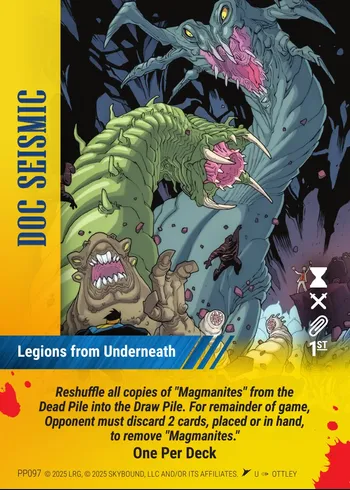 DOC SEISMIC
1ST
Legions from Underneath
Reshuffle all copies of "Magmanites" from the
Dead Pile into the Draw Pile. For remainder of game,
Opponent must discard 2 cards, placed or in hand,
to remove "Magmanites."
One Per Deck
PP097 © 2025 LRG, © 2025 SKYBOUND, LLC AND/OR ITS AFFILIATES. U OTTLEY